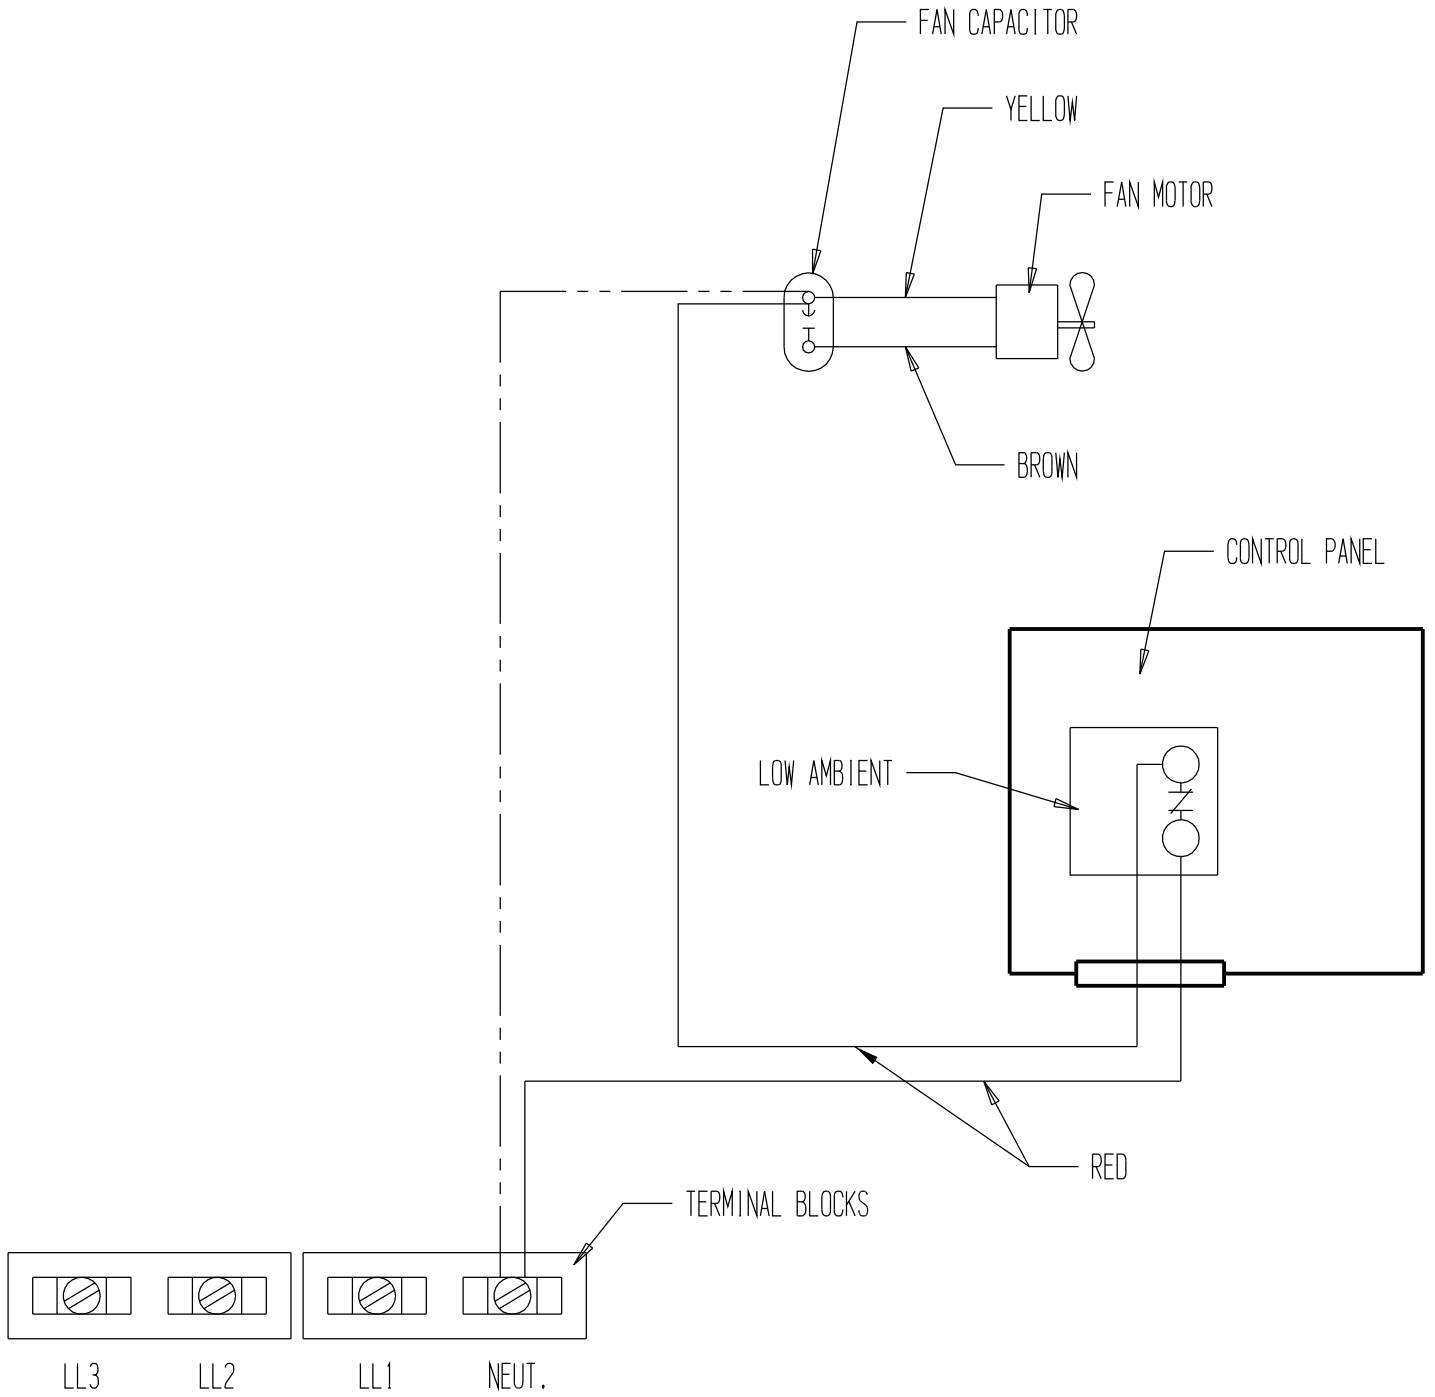 FAN CAPACITOR
YELLOW
FAN MOTOR
BROWN
CONTROL PANEL
LOW AMBIENT
RED
TERMINAL BLOCKS
LL3 LL2 LL1 NEUT.